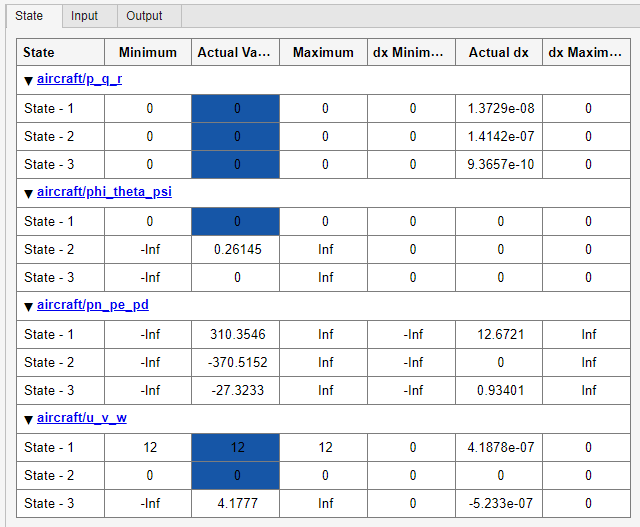 State Input Output
State Minimum Actual Va... Maximum dx Minim... Actual dx dx Maxim...
▼ aircraft/p_q_r
State - 1 0 0 0 0 1.3729e-08 0
State - 2 0 0 0 0 1.4142e-07 0
State - 3 0 0 0 0 9.3657e-10 0
▼ aircraft/phi_theta_psi
State - 1 0 0 0 0 0 0
State - 2 -Inf 0.26145 Inf 0 0 0
State - 3 -Inf 0 Inf 0 0 0
▼ aircraft/pn_pe_pd
State - 1 -Inf 310.3546 Inf -Inf 12.6721 Inf
State - 2 -Inf -370.5152 Inf -Inf 0 Inf
State - 3 -Inf -27.3233 Inf -Inf 0.93401 Inf
▼ aircraft/u_v_w
State - 1 12 12 12 0 4.1878e-07 0
State - 2 0 0 0 0 0 0
State - 3 -Inf 4.1777 Inf 0 -5.233e-07 0